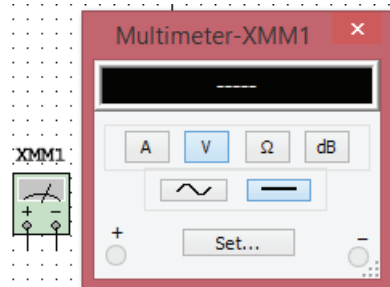 Multimeter-XMM1 ×
-----
XMM1
A V Ω dB
+ −
Set...
+ −